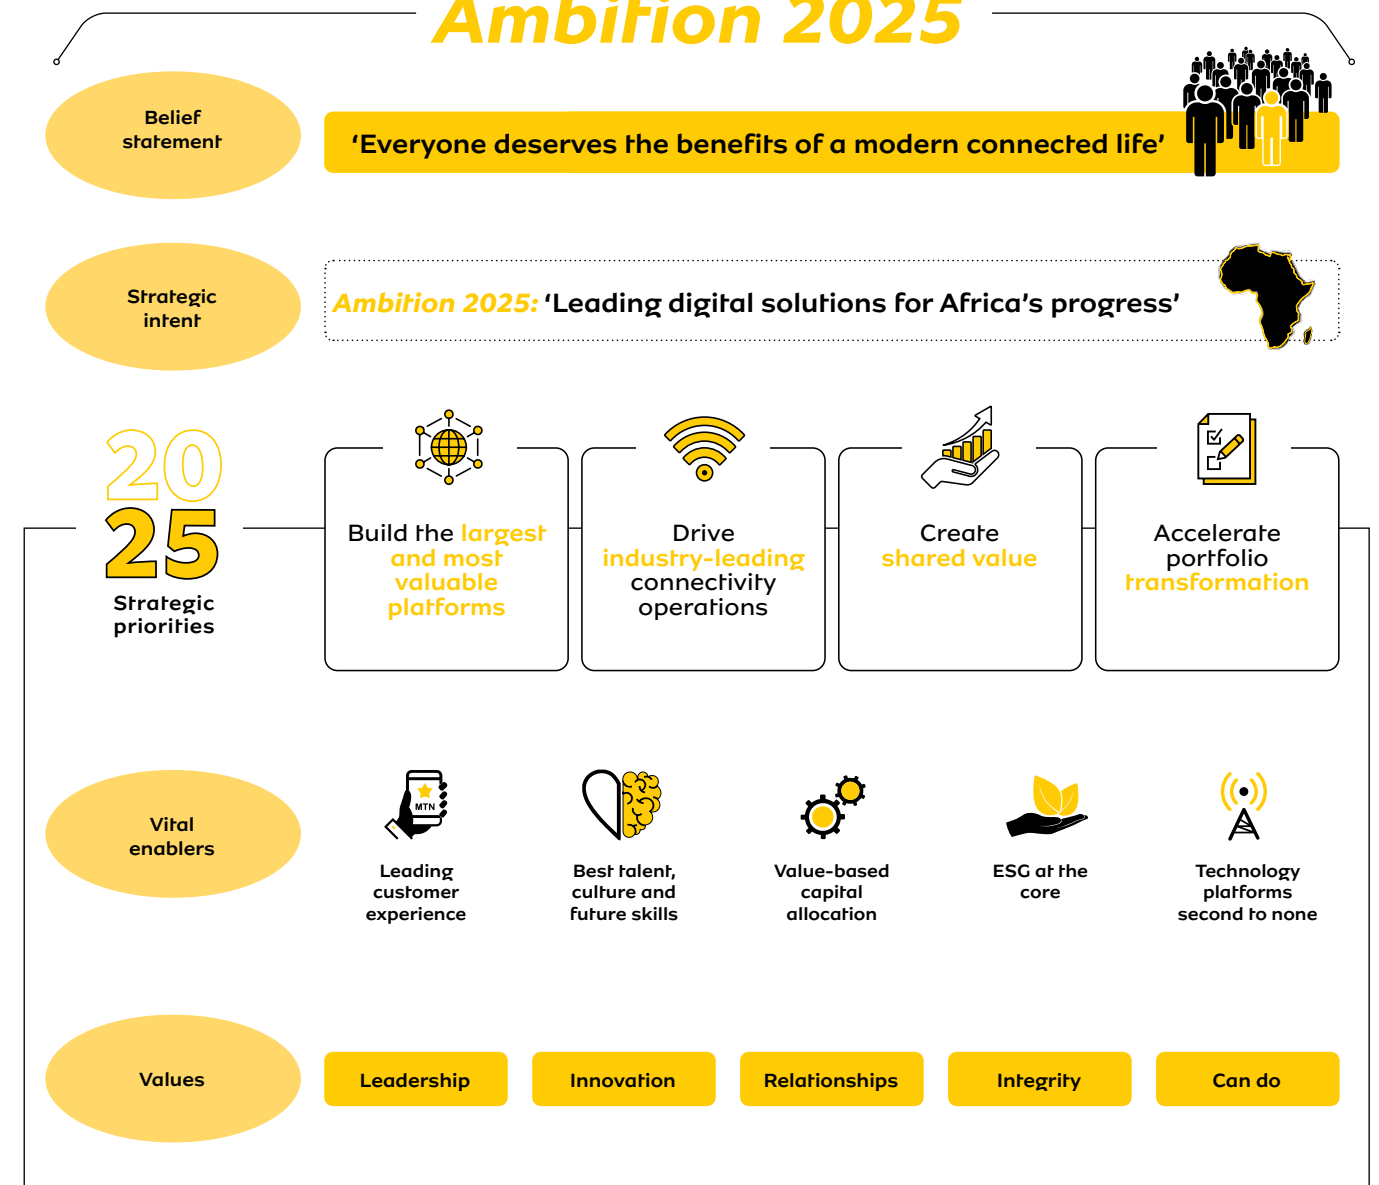 Ambition 2025
Belief
statement
‘Everyone deserves the benefits of a modern connected life’
Strategic
intent
Ambition 2025: ‘Leading digital solutions for Africa’s progress’
20
25
Strategic
priorities
Build the largest
and most
valuable
platforms
Drive
industry-leading
connectivity
operations
Create
shared value
Accelerate
portfolio
transformation
Vital
enablers
MTN
Leading
customer
experience
Best talent,
culture and
future skills
Value-based
capital
allocation
ESG at the
core
Technology
platforms
second to none
Values
Leadership
Innovation
Relationships
Integrity
Can do